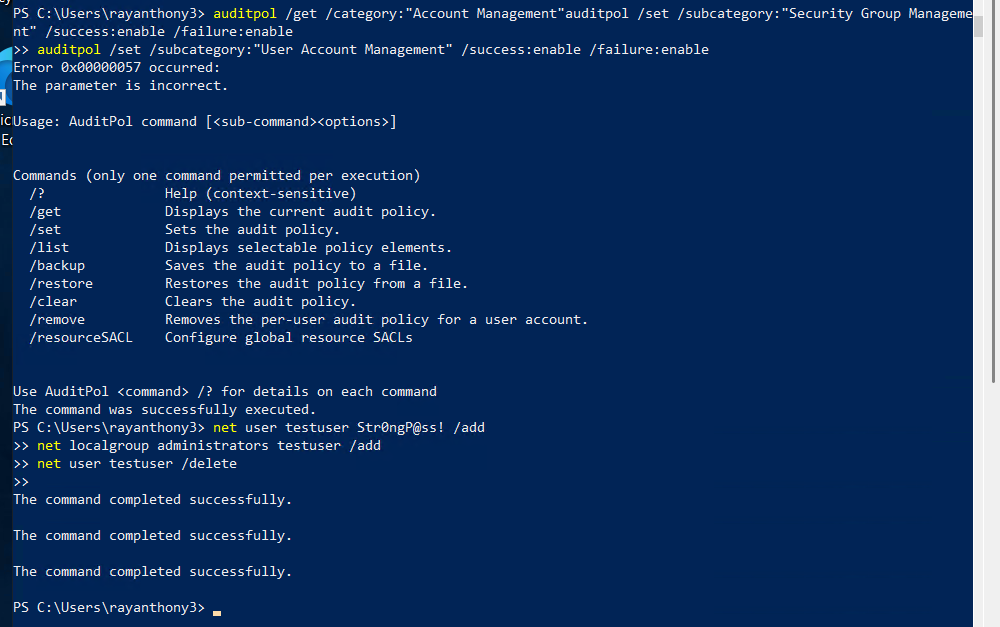 PS C:\Users\rayanthony3> auditpol /get /category:"Account Management"auditpol /set /subcategory:"Security Group Manageme
nt" /success:enable /failure:enable
>> auditpol /set /subcategory:"User Account Management" /success:enable /failure:enable
Error 0x00000057 occurred:
The parameter is incorrect.
Usage: AuditPol command [<sub-command><options>]
Commands (only one command permitted per execution)
/?               Help (context-sensitive)
/get             Displays the current audit policy.
/set             Sets the audit policy.
/list            Displays selectable policy elements.
/backup          Saves the audit policy to a file.
/restore         Restores the audit policy from a file.
/clear           Clears the audit policy.
/remove          Removes the per-user audit policy for a user account.
/resourceSACL    Configure global resource SACLs
Use AuditPol <command> /? for details on each command
The command was successfully executed.
PS C:\Users\rayanthony3> net user testuser Str0ngP@ss! /add
>> net localgroup administrators testuser /add
>> net user testuser /delete
>>
The command completed successfully.
The command completed successfully.
The command completed successfully.
PS C:\Users\rayanthony3>